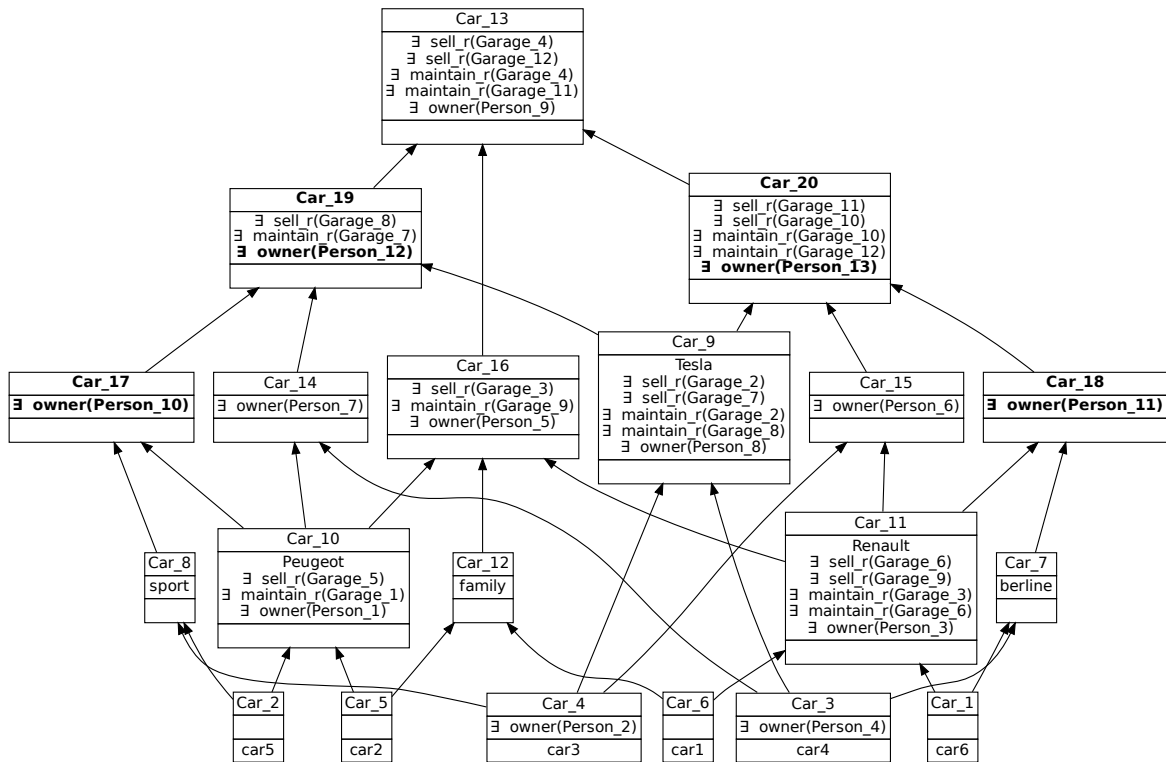 Car_13
∃ sell_r(Garage_4)
∃ sell_r(Garage_12)
∃ maintain_r(Garage_4)
∃ maintain_r(Garage_11)
∃ owner(Person_9)
Car_19
∃ sell_r(Garage_8)
∃ maintain_r(Garage_7)
∃ owner(Person_12)
Car_20
∃ sell_r(Garage_11)
∃ sell_r(Garage_10)
∃ maintain_r(Garage_10)
∃ maintain_r(Garage_12)
∃ owner(Person_13)
Car_17
∃ owner(Person_10)
Car_14
∃ owner(Person_7)
Car_16
∃ sell_r(Garage_3)
∃ maintain_r(Garage_9)
∃ owner(Person_5)
Car_9
Tesla
∃ sell_r(Garage_2)
∃ sell_r(Garage_7)
∃ maintain_r(Garage_2)
∃ maintain_r(Garage_8)
∃ owner(Person_8)
Car_15
∃ owner(Person_6)
Car_18
∃ owner(Person_11)
Car_8
sport
Car_10
Peugeot
∃ sell_r(Garage_5)
∃ maintain_r(Garage_1)
∃ owner(Person_1)
Car_12
family
Car_11
Renault
∃ sell_r(Garage_6)
∃ sell_r(Garage_9)
∃ maintain_r(Garage_3)
∃ maintain_r(Garage_6)
∃ owner(Person_3)
Car_7
berline
Car_2
car5
Car_5
car2
Car_4
∃ owner(Person_2)
car3
Car_6
car1
Car_3
∃ owner(Person_4)
car4
Car_1
car6